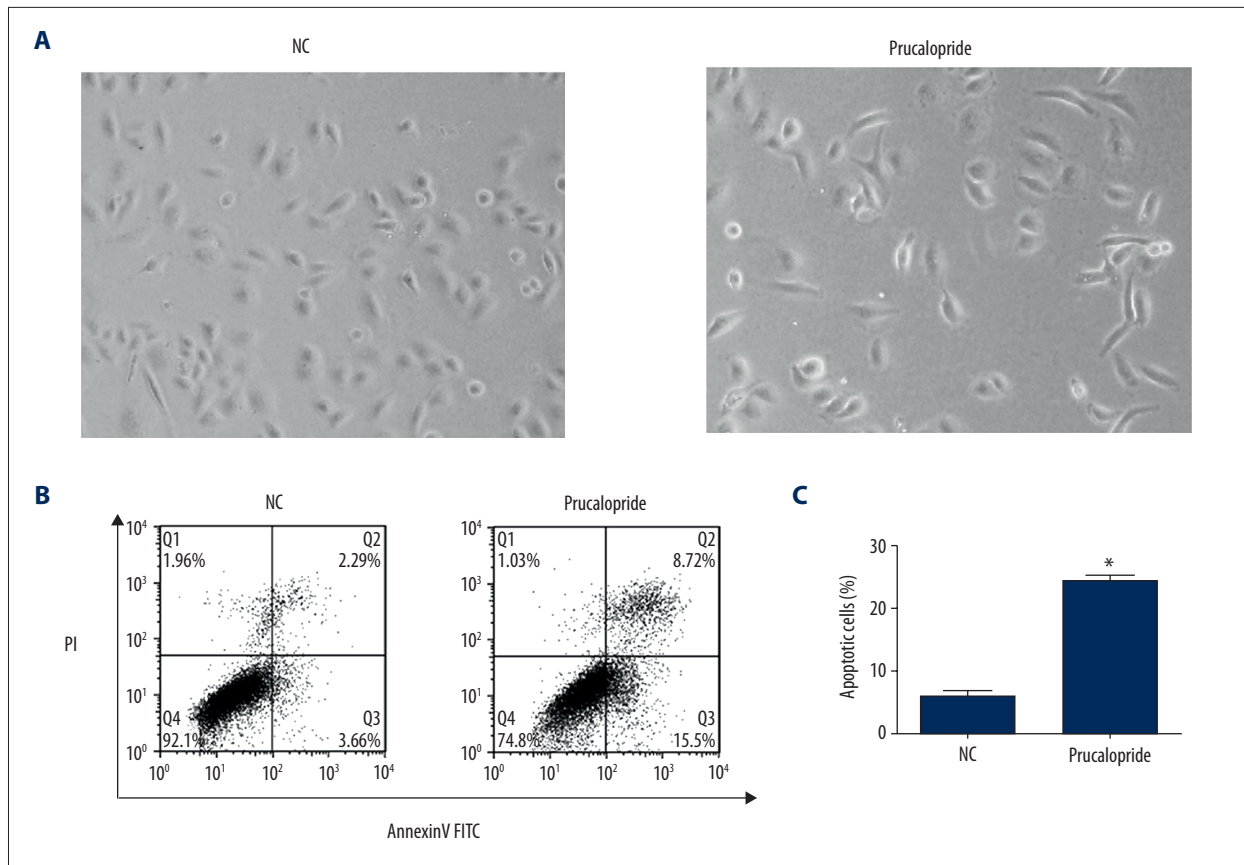 A
NC
Prucalopride
B
NC
Prucalopride
PI
10⁴
10³
10²
10¹
10⁰
Q1
1.96%
Q2
2.29%
Q4
92.1%
Q3
3.66%
10⁰ 10¹ 10² 10³ 10⁴
10⁴
10³
10²
10¹
10⁰
Q1
1.03%
Q2
8.72%
Q4
74.8%
Q3
15.5%
10⁰ 10¹ 10² 10³ 10⁴
AnnexinV FITC
C
Apoptotic cells (%)
30
20
10
0
*
NC
Prucalopride